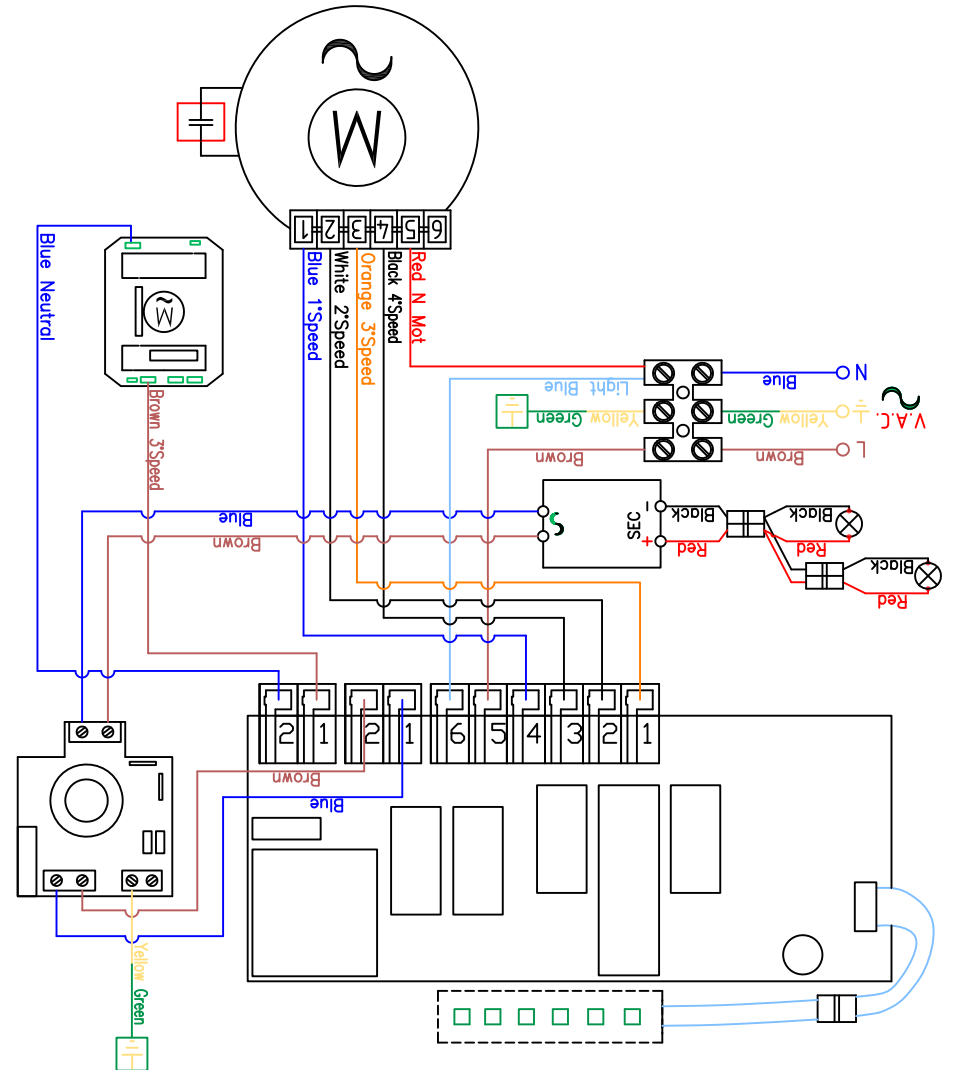 M
1 2 3 4 5 6
Blue Neutral
Blue 1°Speed
White 2°Speed
Orange 3°Speed
Black 4°Speed
Red N Mot
M
Brown 3°Speed
Light Blue
Blue
N
Green Yellow
Green Yellow
V.A.C.
Brown
Brown
L
Blue
Brown
SEC
-
+
Black
Red
Black
Red
Black
Red
2 1 2 1 6 5 4 3 2 1
Brown
Blue
Yellow Green